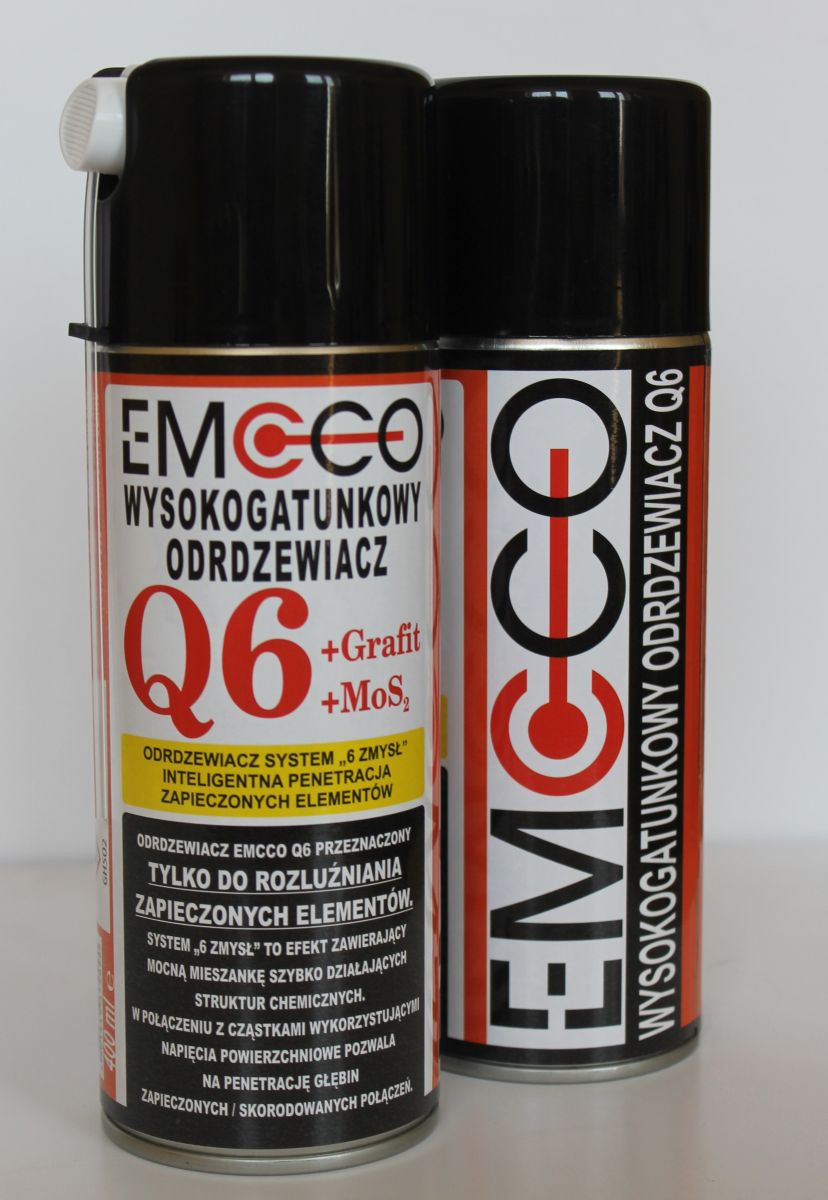 EMCCO
WYSOKOGATUNKOWY
ODRDZEWIACZ
Q6
+Grafit
+MoS₂
ODRDZEWIACZ SYSTEM „6 ZMYSŁ”
INTELIGENTNA PENETRACJA
ZAPIECZONYCH ELEMENTÓW
ODRDZEWIACZ EMCCO Q6 PRZEZNACZONY
TYLKO DO ROZLUŹNIANIA
ZAPIECZONYCH ELEMENTÓW.
SYSTEM „6 ZMYSŁ” TO EFEKT ZAWIERAJĄCY
MOCNĄ MIESZANKĘ SZYBKO DZIAŁAJĄCYCH
STRUKTUR CHEMICZNYCH.
W POŁĄCZENIU Z CZĄSTKAMI WYKORZYSTUJĄCYMI
NAPIĘCIA POWIERZCHNIOWE POZWALA
NA PENETRACJĘ GŁĘBIN
ZAPIECZONYCH / SKORODOWANYCH POŁĄCZEŃ.
GHS02
400 ml e
EMCCO
WYSOKOGATUNKOWY ODRDZEWIACZ Q6